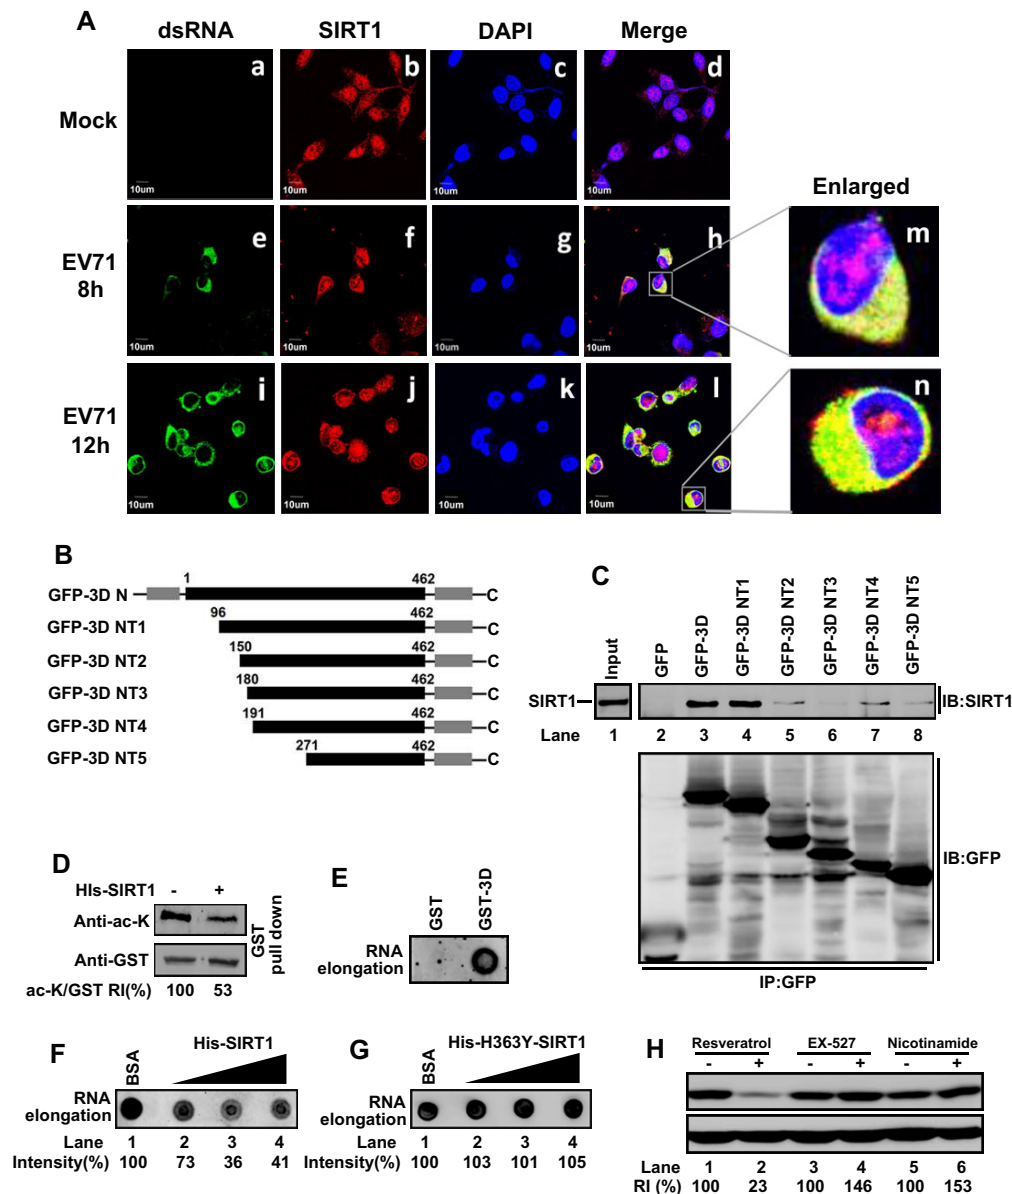 A
dsRNA SIRT1 DAPI Merge
Mock
a b c d
10um 10um 10um 10um
Enlarged
EV71
8h
e f g h m
10um 10um 10um 10um
EV71
12h
i j k l n
10um 10um 10um 10um
B
1 462
GFP-3D N C
96 462
GFP-3D NT1 C
150 462
GFP-3D NT2 C
180 462
GFP-3D NT3 C
191 462
GFP-3D NT4 C
271 462
GFP-3D NT5 C
C
Input GFP GFP-3D GFP-3D NT1 GFP-3D NT2 GFP-3D NT3 GFP-3D NT4 GFP-3D NT5
SIRT1 IB:SIRT1
Lane 1 2 3 4 5 6 7 8
IB:GFP
IP:GFP
D
HIs-SIRT1 - +
Anti-ac-K
Anti-GST
GST
pull down
ac-K/GST RI(%) 100 53
E
GST GST-3D
RNA
elongation
F
BSA His-SIRT1
RNA
elongation
Lane 1 2 3 4
Intensity(%) 100 73 36 41
G
BSA His-H363Y-SIRT1
RNA
elongation
Lane 1 2 3 4
Intensity(%) 100 103 101 105
H
Resveratrol EX-527 Nicotinamide
- + - + - +
Lane 1 2 3 4 5 6
RI (%) 100 23 100 146 100 153